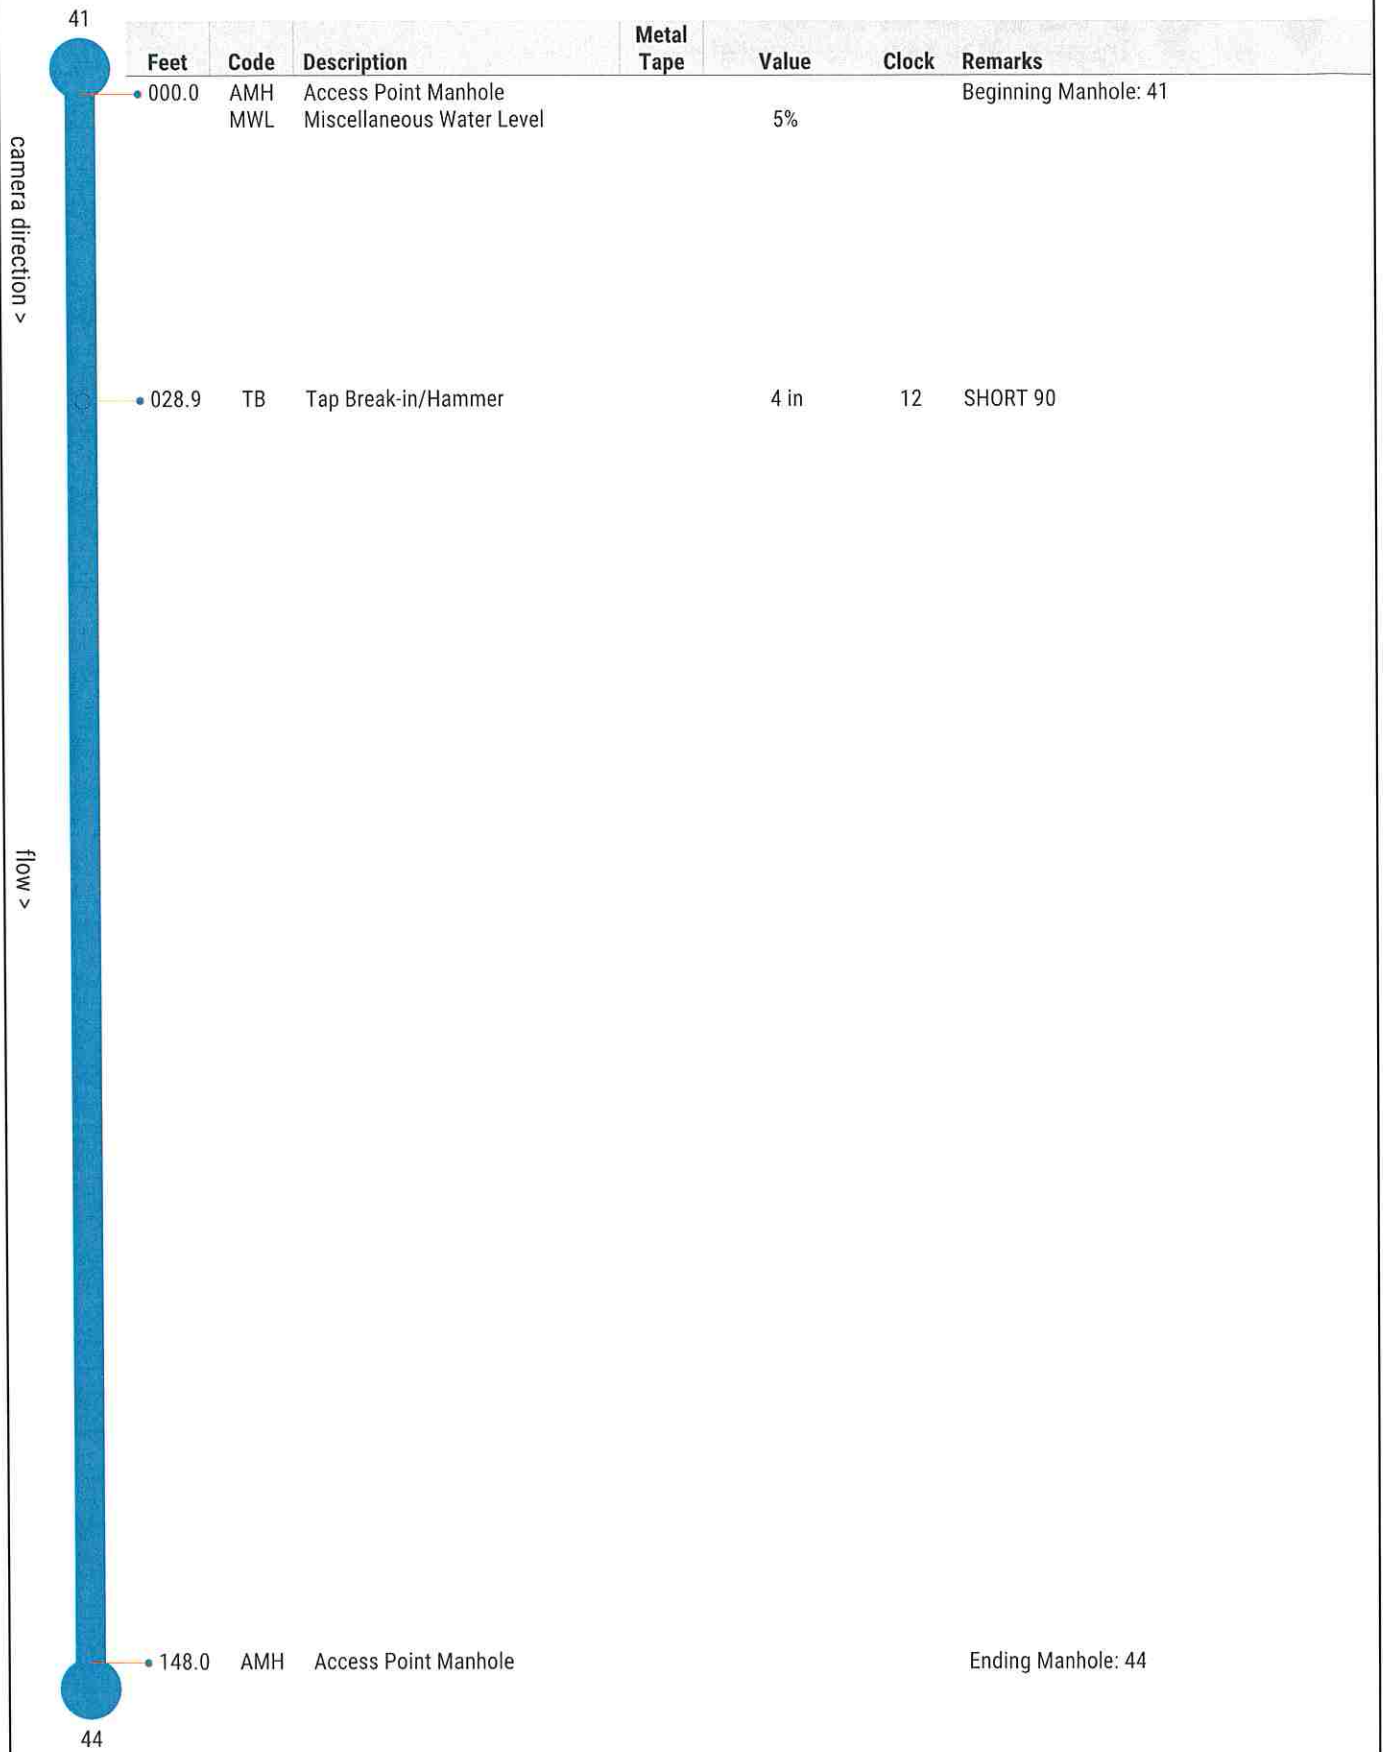 41
Metal
Feet Code Description Tape Value Clock Remarks
000.0 AMH Access Point Manhole Beginning Manhole: 41
MWL Miscellaneous Water Level 5%
camera direction >
028.9 TB Tap Break-in/Hammer 4 in 12 SHORT 90
flow >
148.0 AMH Access Point Manhole Ending Manhole: 44
44